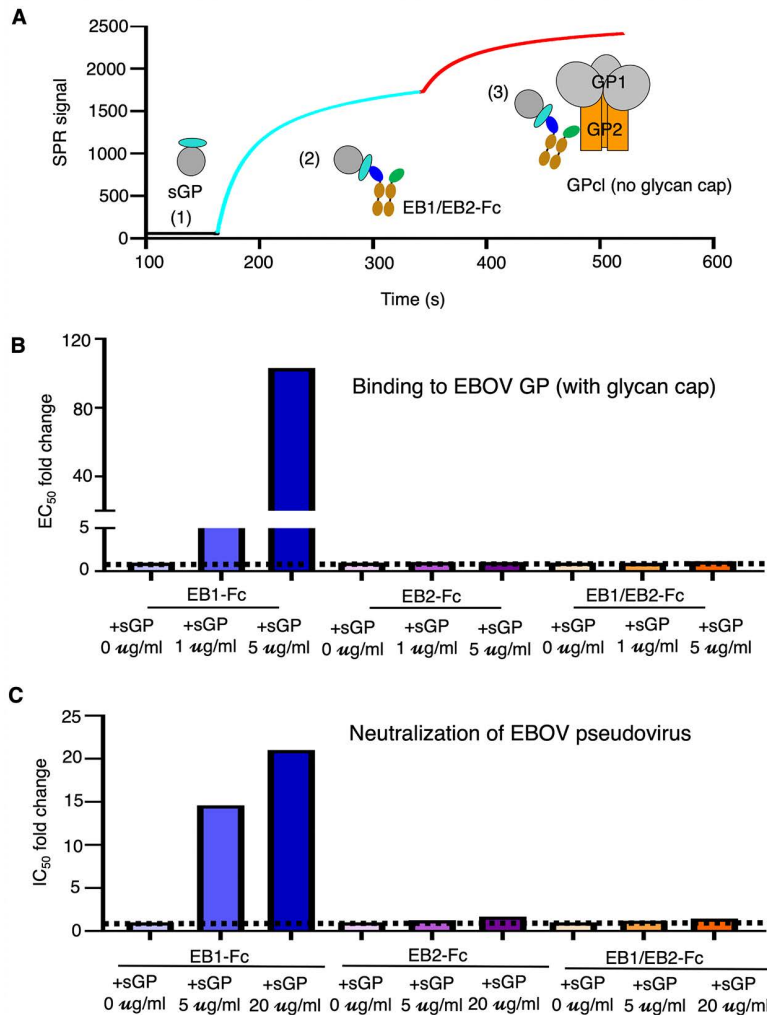 A
2500
2000
1500
1000
500
0
SPR signal
100 200 300 400 500 600
Time (s)
sGP
(1)
(2)
EB1/EB2-Fc
(3)
GP1
GP2
GPcl (no glycan cap)
B
120
80
40
5
0
EC50 fold change
Binding to EBOV GP (with glycan cap)
EB1-Fc EB2-Fc EB1/EB2-Fc
+sGP +sGP +sGP +sGP +sGP +sGP +sGP +sGP +sGP
0 ug/ml 1 ug/ml 5 ug/ml 0 ug/ml 1 ug/ml 5 ug/ml 0 ug/ml 1 ug/ml 5 ug/ml
C
25
20
15
10
5
0
IC50 fold change
Neutralization of EBOV pseudovirus
EB1-Fc EB2-Fc EB1/EB2-Fc
+sGP +sGP +sGP +sGP +sGP +sGP +sGP +sGP +sGP
0 ug/ml 5 ug/ml 20 ug/ml 0 ug/ml 5 ug/ml 20 ug/ml 0 ug/ml 5 ug/ml 20 ug/ml